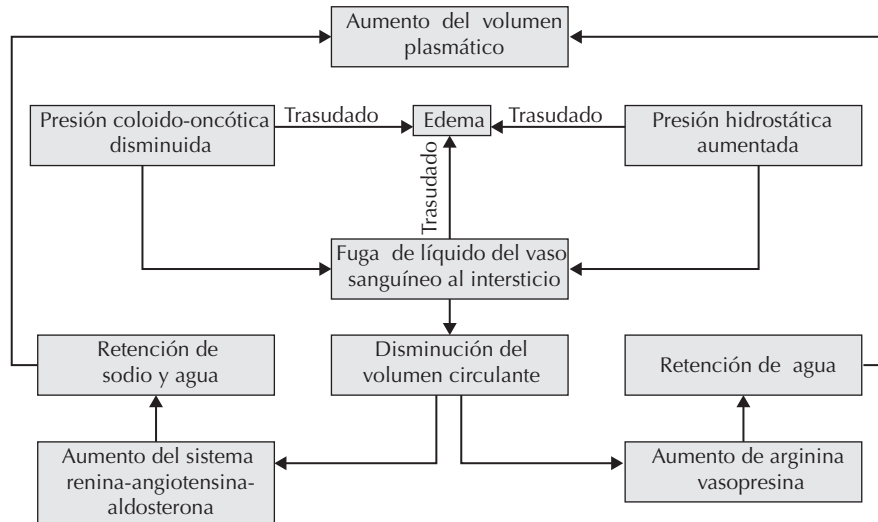 Aumento del volumen
plasmático
Presión coloido-oncótica
disminuida
Trasudado
Edema
Trasudado
Presión hidrostática
aumentada
Trasudado
Fuga de líquido del vaso
sanguíneo al intersticio
Retención de
sodio y agua
Disminución del
volumen circulante
Retención de agua
Aumento del sistema
renina-angiotensina-
aldosterona
Aumento de arginina
vasopresina